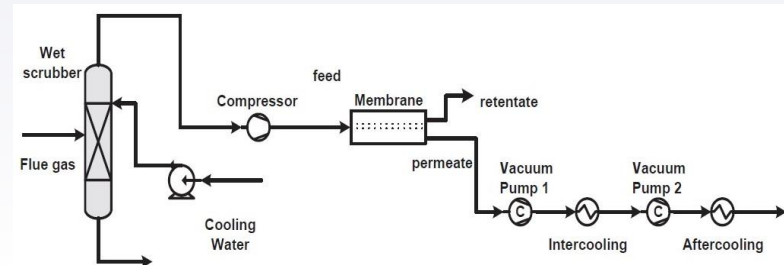 Wet
scrubber
Flue gas
Cooling
Water
Compressor
feed
Membrane
retentate
permeate
Vacuum
Pump 1
C
Intercooling
Vacuum
Pump 2
C
Aftercooling